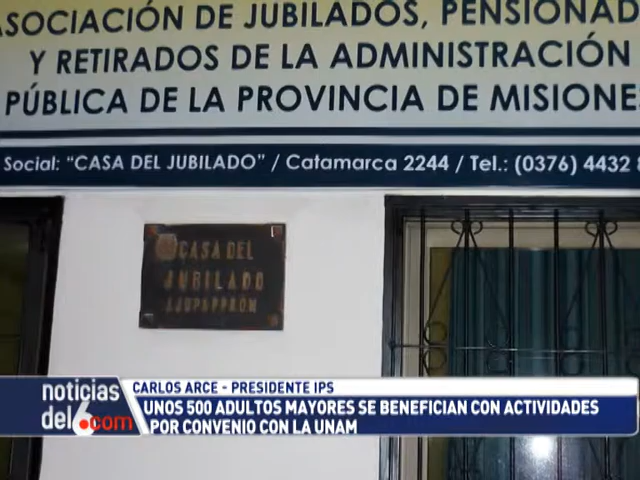 ASOCIACIÓN DE JUBILADOS, PENSIONAD
Y RETIRADOS DE LA ADMINISTRACIÓN
PÚBLICA DE LA PROVINCIA DE MISIONE
Social: "CASA DEL JUBILADO" / Catamarca 2244 / Tel.: (0376) 4432
CASA DEL
JUBILADO
noticias
del6.com
CARLOS ARCE - PRESIDENTE IPS
UNOS 500 ADULTOS MAYORES SE BENEFICIAN CON ACTIVIDADES
POR CONVENIO CON LA UNAM